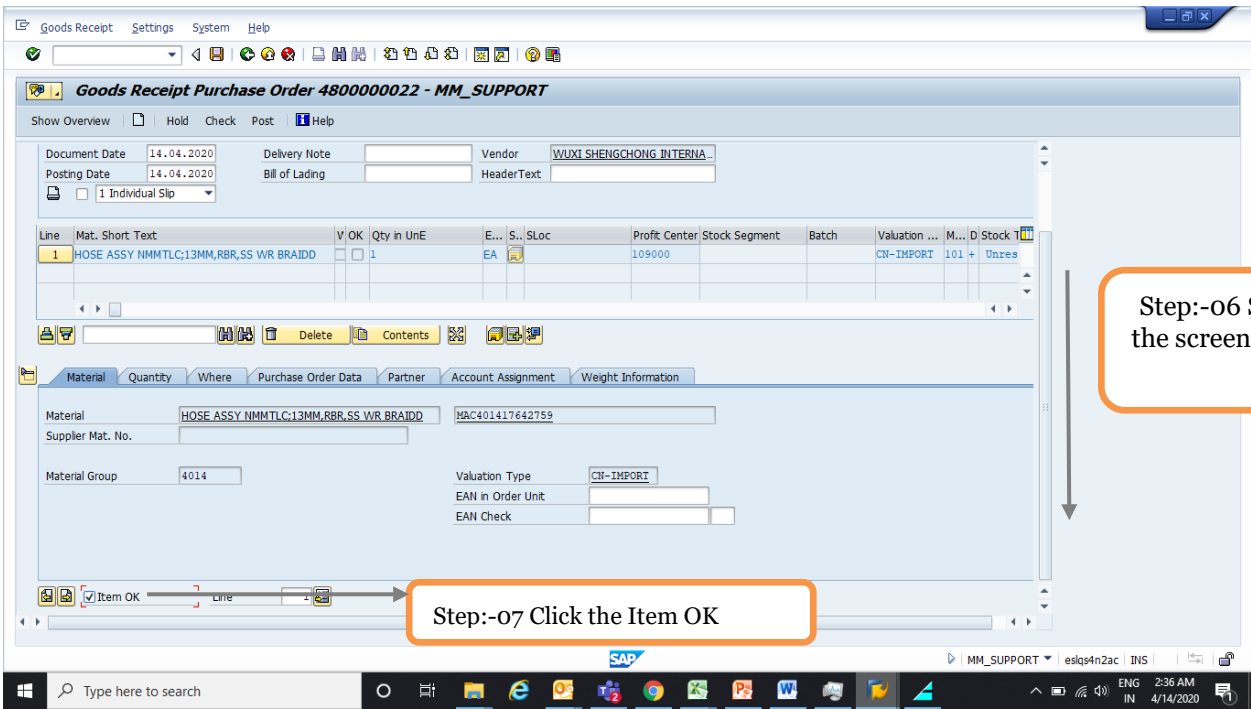 Goods Receipt Settings System Help
Goods Receipt Purchase Order 4800000022 - MM_SUPPORT
Show Overview Hold Check Post Help
Document Date 14.04.2020 Delivery Note Vendor WUXI SHENGCHONG INTERNA..
Posting Date 14.04.2020 Bill of Lading HeaderText
1 Individual Slip
Line Mat. Short Text V OK Qty in UnE E... S.. SLoc Profit Center Stock Segment Batch Valuation ... M... D Stock T
1 HOSE ASSY NMMTLC;13MM,RBR,SS WR BRAIDD 1 EA 109000 CN-IMPORT 101 + Unres
Step:-06 S
the screen
Delete Contents
Material Quantity Where Purchase Order Data Partner Account Assignment Weight Information
Material HOSE ASSY NMMTLC;13MM,RBR,SS WR BRAIDD MAC401417642759
Supplier Mat. No.
Material Group 4014 Valuation Type CN-IMPORT
EAN in Order Unit
EAN Check
Item OK Line 1
Step:-07 Click the Item OK
SAP MM_SUPPORT eslqs4n2ac INS
Type here to search ENG 2:36 AM
IN 4/14/2020